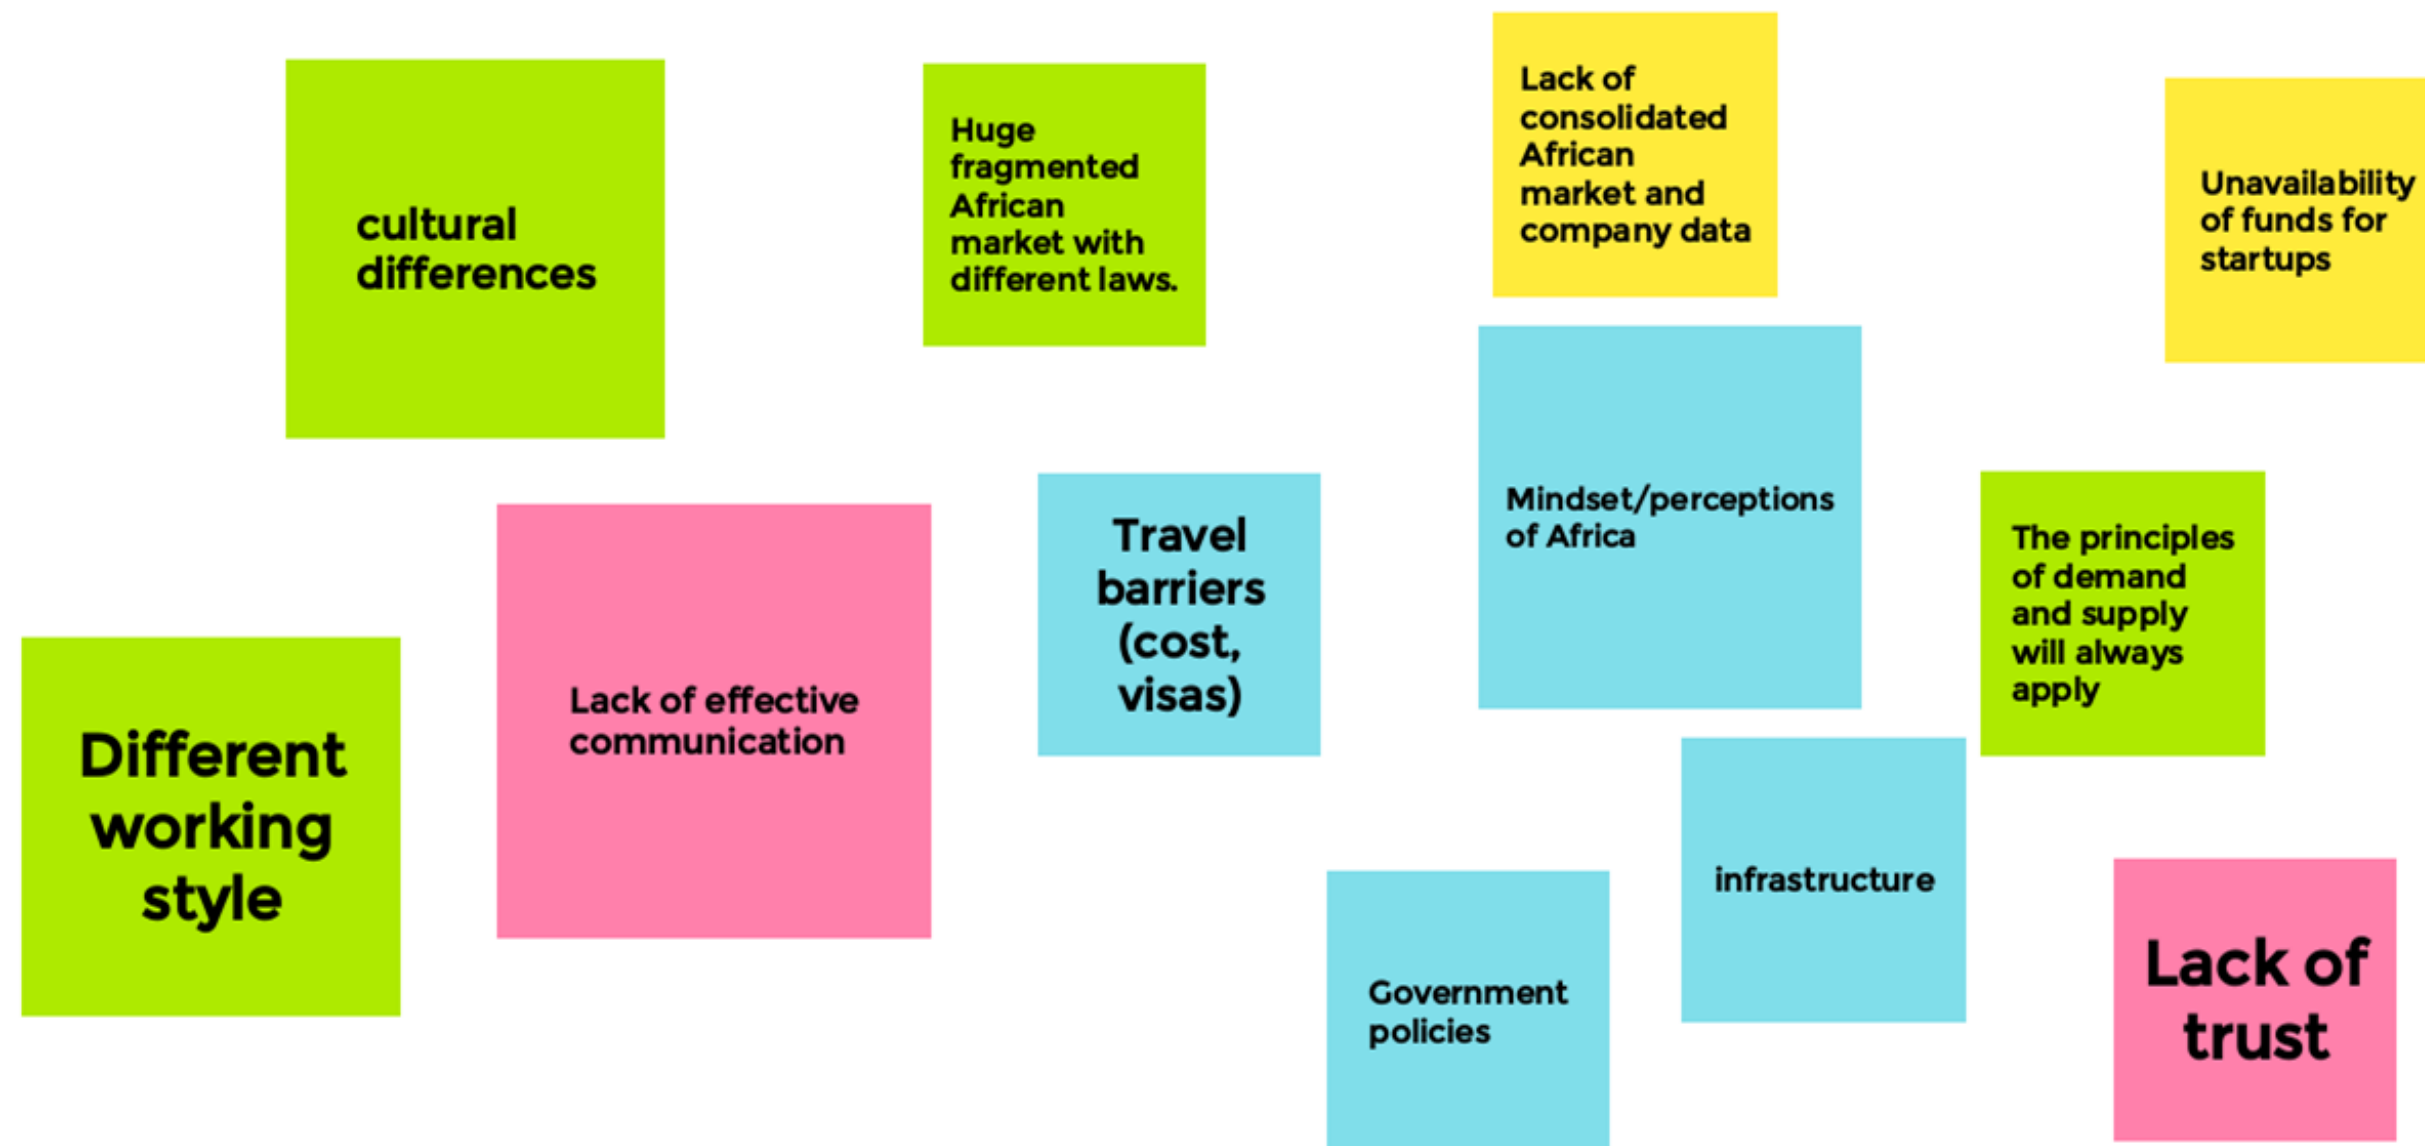 cultural
differences
Huge
fragmented
African
market with
different laws.
Lack of
consolidated
African
market and
company data
Unavailability
of funds for
startups
Different
working
style
Lack of effective
communication
Travel
barriers
(cost,
visas)
Mindset/perceptions
of Africa
The principles
of demand
and supply
will always
apply
Government
policies
infrastructure
Lack of
trust